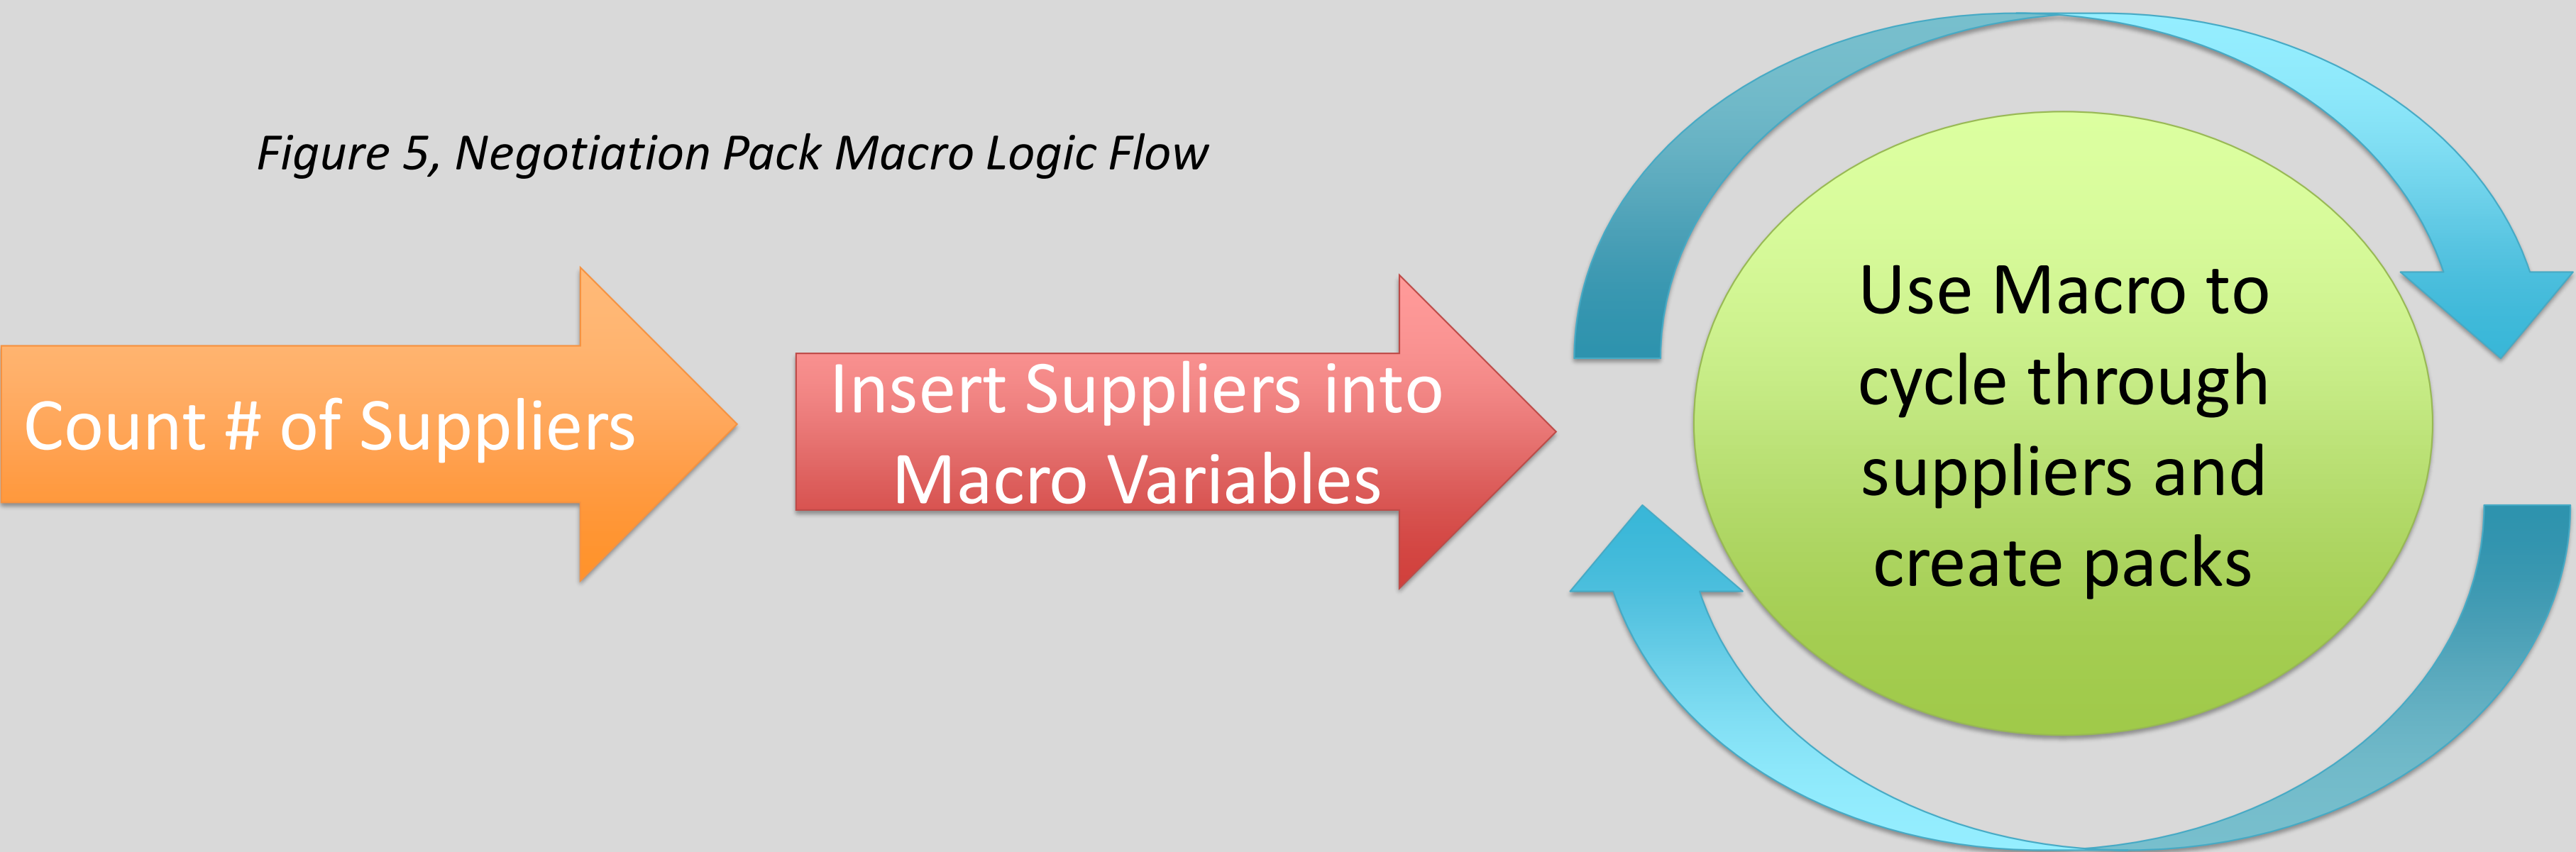 Figure 5, Negotiation Pack Macro Logic Flow
Count # of Suppliers
Insert Suppliers into
Macro Variables
Use Macro to
cycle through
suppliers and
create packs